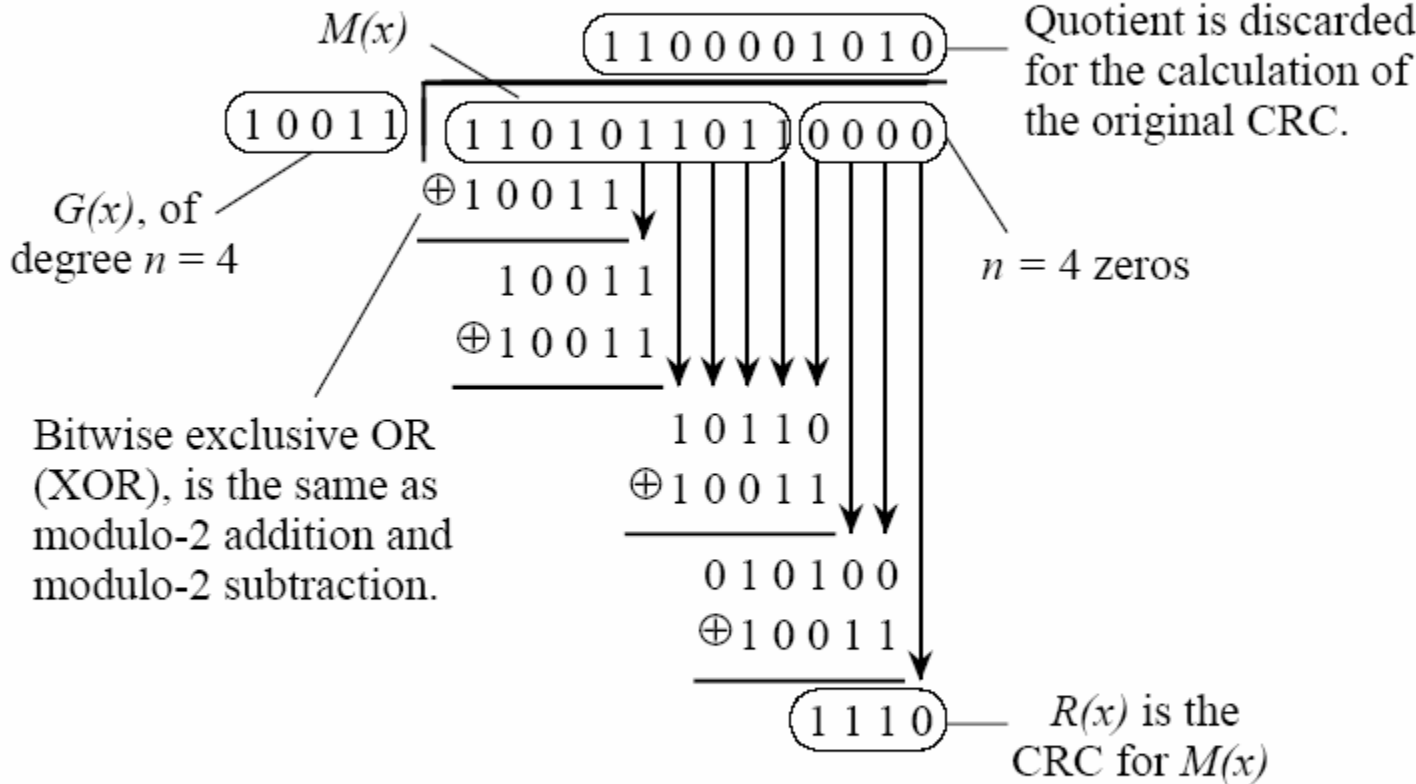 M(x)
1 1 0 0 0 0 1 0 1 0
Quotient is discarded
for the calculation of
the original CRC.
1 0 0 1 1
1 1 0 1 0 1 1 0 1 1 0 0 0 0
⊕1 0 0 1 1
G(x), of
degree n = 4
n = 4 zeros
1 0 0 1 1
⊕1 0 0 1 1
Bitwise exclusive OR
(XOR), is the same as
modulo-2 addition and
modulo-2 subtraction.
1 0 1 1 0
⊕1 0 0 1 1
0 1 0 1 0 0
⊕1 0 0 1 1
1 1 1 0
R(x) is the
CRC for M(x)